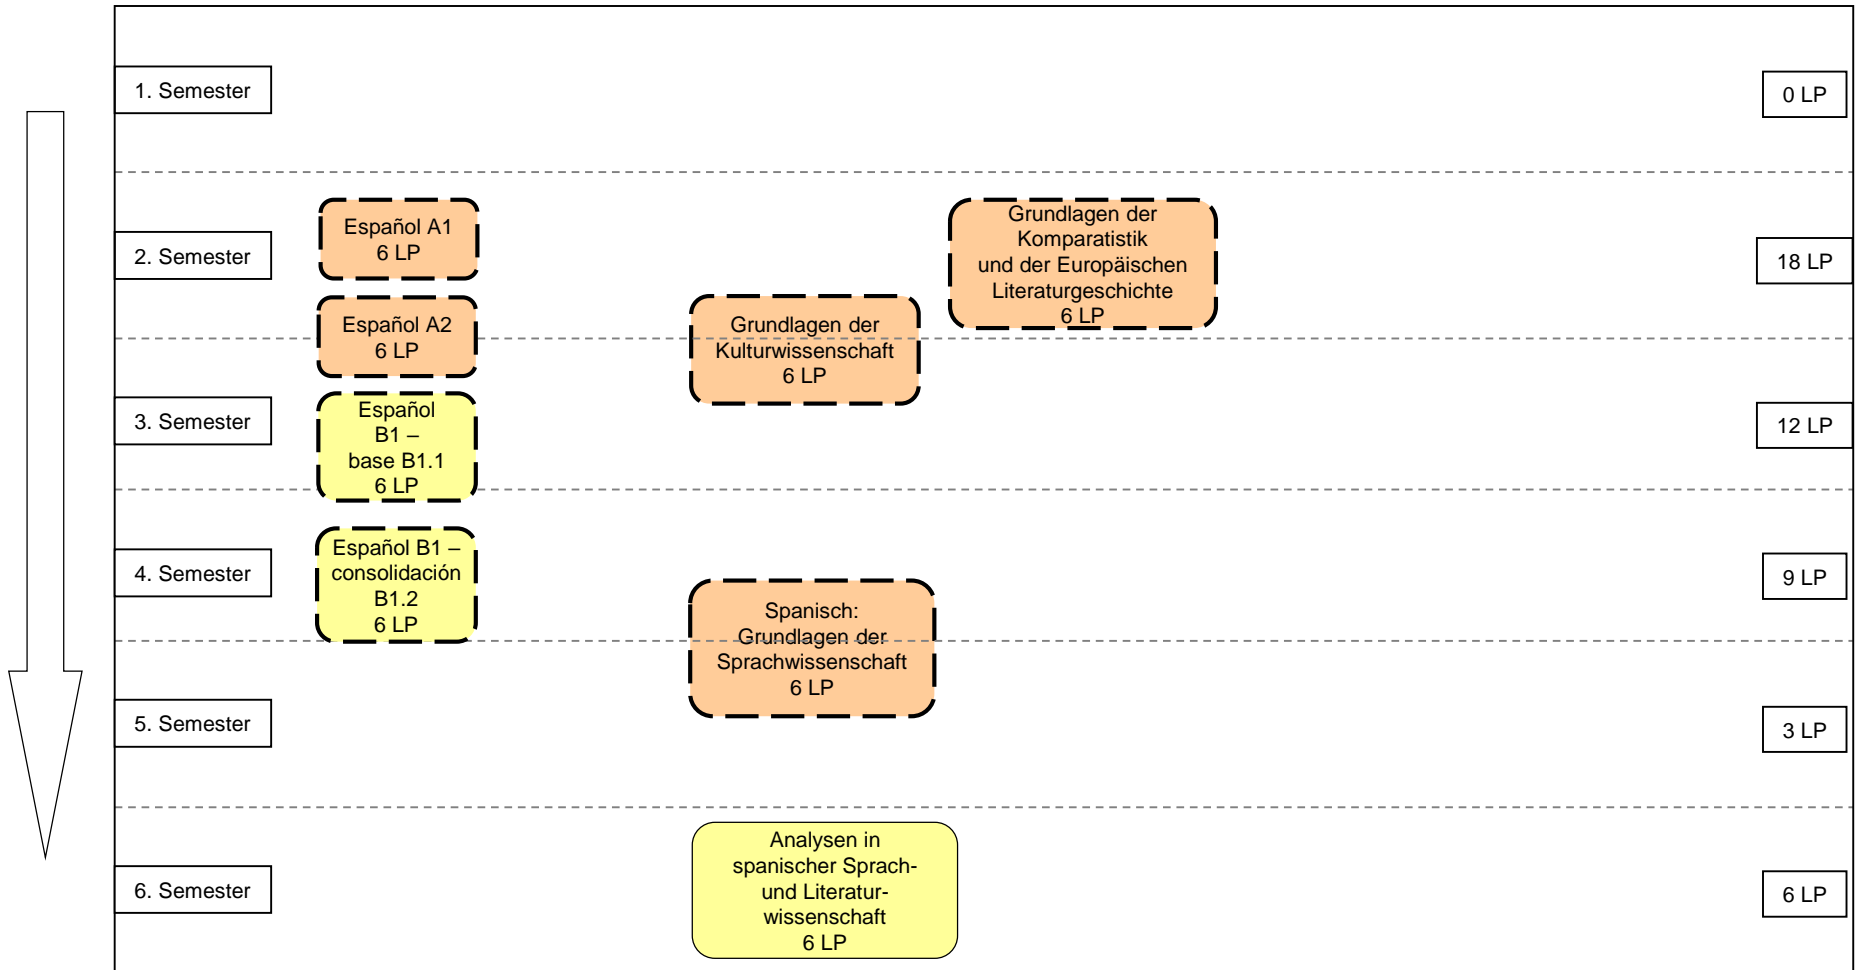 1. Semester
0 LP
2. Semester
Español A1
6 LP
Grundlagen der
Komparatistik
und der Europäischen
Literaturgeschichte
6 LP
18 LP
Español A2
6 LP
Grundlagen der
Kulturwissenschaft
6 LP
3. Semester
Español
B1 –
base B1.1
6 LP
12 LP
4. Semester
Español B1 –
consolidación
B1.2
6 LP
9 LP
Spanisch:
Grundlagen der
Sprachwissenschaft
6 LP
5. Semester
3 LP
6. Semester
Analysen in
spanischer Sprach-
und Literatur-
wissenschaft
6 LP
6 LP